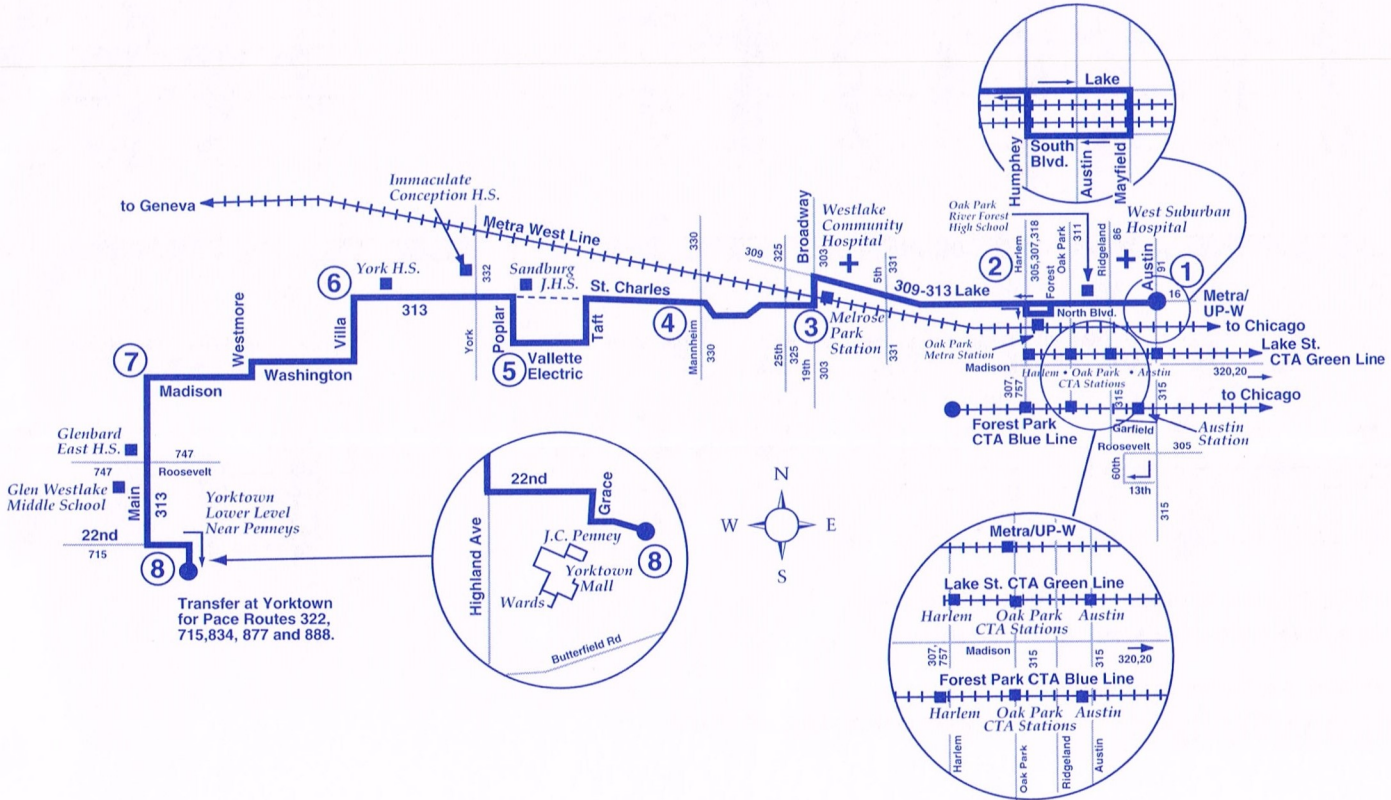 Lake
South
Blvd.
Humphey
Austin
Mayfield
to Geneva
Immaculate
Conception H.S.
Metra West Line
Broadway
Westlake
Community
Hospital
Oak Park
River Forest
High School
West Suburban
Hospital
309
325
330
303
5th
331
2
Harlem
305,307,318
Forest
Oak Park
311
Ridgeland
86
Austin
91
1
16
Metra/
UP-W
to Chicago
6
York H.S.
332
Sandburg
J.H.S.
St. Charles
309-313 Lake
North Blvd.
313
Villa
York
Poplar
5
Vallette
Electric
Taft
4
Mannheim
330
25th
325
19th
303
3
Melrose
Park
Station
331
Oak Park
Metra Station
Lake St.
CTA Green Line
Madison
Harlem • Oak Park • Austin
CTA Stations
320,20
307,
757
315
315
to Chicago
Forest Park
CTA Blue Line
Garfield
Austin
Station
Roosevelt
305
60th
13th
315
7
Westmore
Washington
Madison
Glenbard
East H.S.
747
747
Roosevelt
Glen Westlake
Middle School
Main
313
Yorktown
Lower Level
Near Penneys
22nd
715
8
Transfer at Yorktown
for Pace Routes 322,
715,834, 877 and 888.
22nd
Grace
Highland Ave
J.C. Penney
8
Yorktown
Mall
Wards
Butterfield Rd
N
W
E
S
Metra/UP-W
Lake St. CTA Green Line
Harlem
Oak Park
Austin
CTA Stations
307,
757
Madison
315
315
320,20
Forest Park CTA Blue Line
Harlem
Oak Park
Austin
CTA Stations
Harlem
Oak Park
Ridgeland
Austin